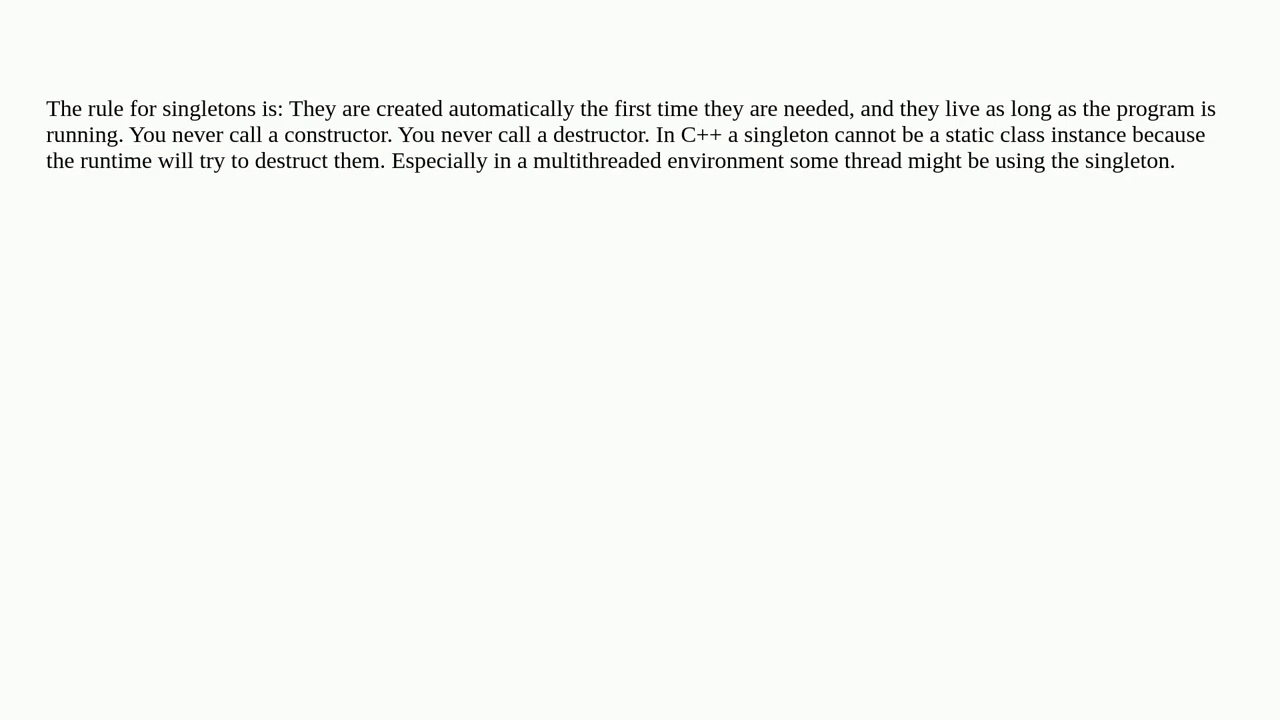 The rule for singletons is: They are created automatically the first time they are needed, and they live as long as the program is
running. You never call a constructor. You never call a destructor. In C++ a singleton cannot be a static class instance because
the runtime will try to destruct them. Especially in a multithreaded environment some thread might be using the singleton.